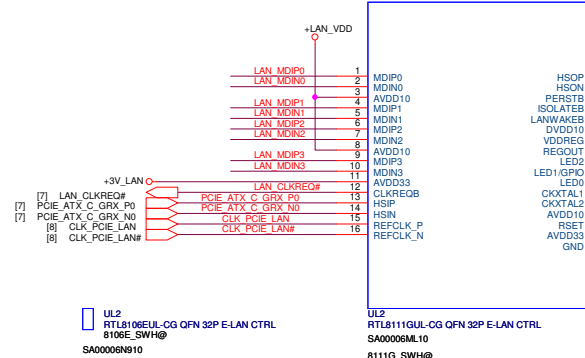 +LAN_VDD
LAN_MDIP0 1 MDIP0 HSOP
LAN_MDIN0 2 MDIN0 HSON
3 AVDD10 PERSTB
LAN_MDIP1 4 MDIP1 ISOLATEB
LAN_MDIN1 5 MDIN1 LANWAKEB
LAN_MDIP2 6 MDIP2 DVDD10
LAN_MDIN2 7 MDIN2 VDDREG
8 AVDD10 REGOUT
LAN_MDIP3 9 MDIP3 LED2
LAN_MDIN3 10 MDIN3 LED1/GPIO
+3V_LAN 11 AVDD33 LED0
[7] LAN_CLKREQ# LAN_CLKREQ# 12 CLKREQB CKXTAL1
[7] PCIE_ATX_C_GRX_P0 PCIE_ATX_C_GRX_P0 13 HSIP CKXTAL2
[7] PCIE_ATX_C_GRX_N0 PCIE_ATX_C_GRX_N0 14 HSIN AVDD10
[8] CLK_PCIE_LAN CLK_PCIE_LAN 15 REFCLK_P RSET
[8] CLK_PCIE_LAN# CLK_PCIE_LAN# 16 REFCLK_N AVDD33
GND
UL2
RTL8106EUL-CG QFN 32P E-LAN CTRL
8106E_SWH@
SA00006N910
UL2
RTL8111GUL-CG QFN 32P E-LAN CTRL
SA00006ML10
8111G_SWH@